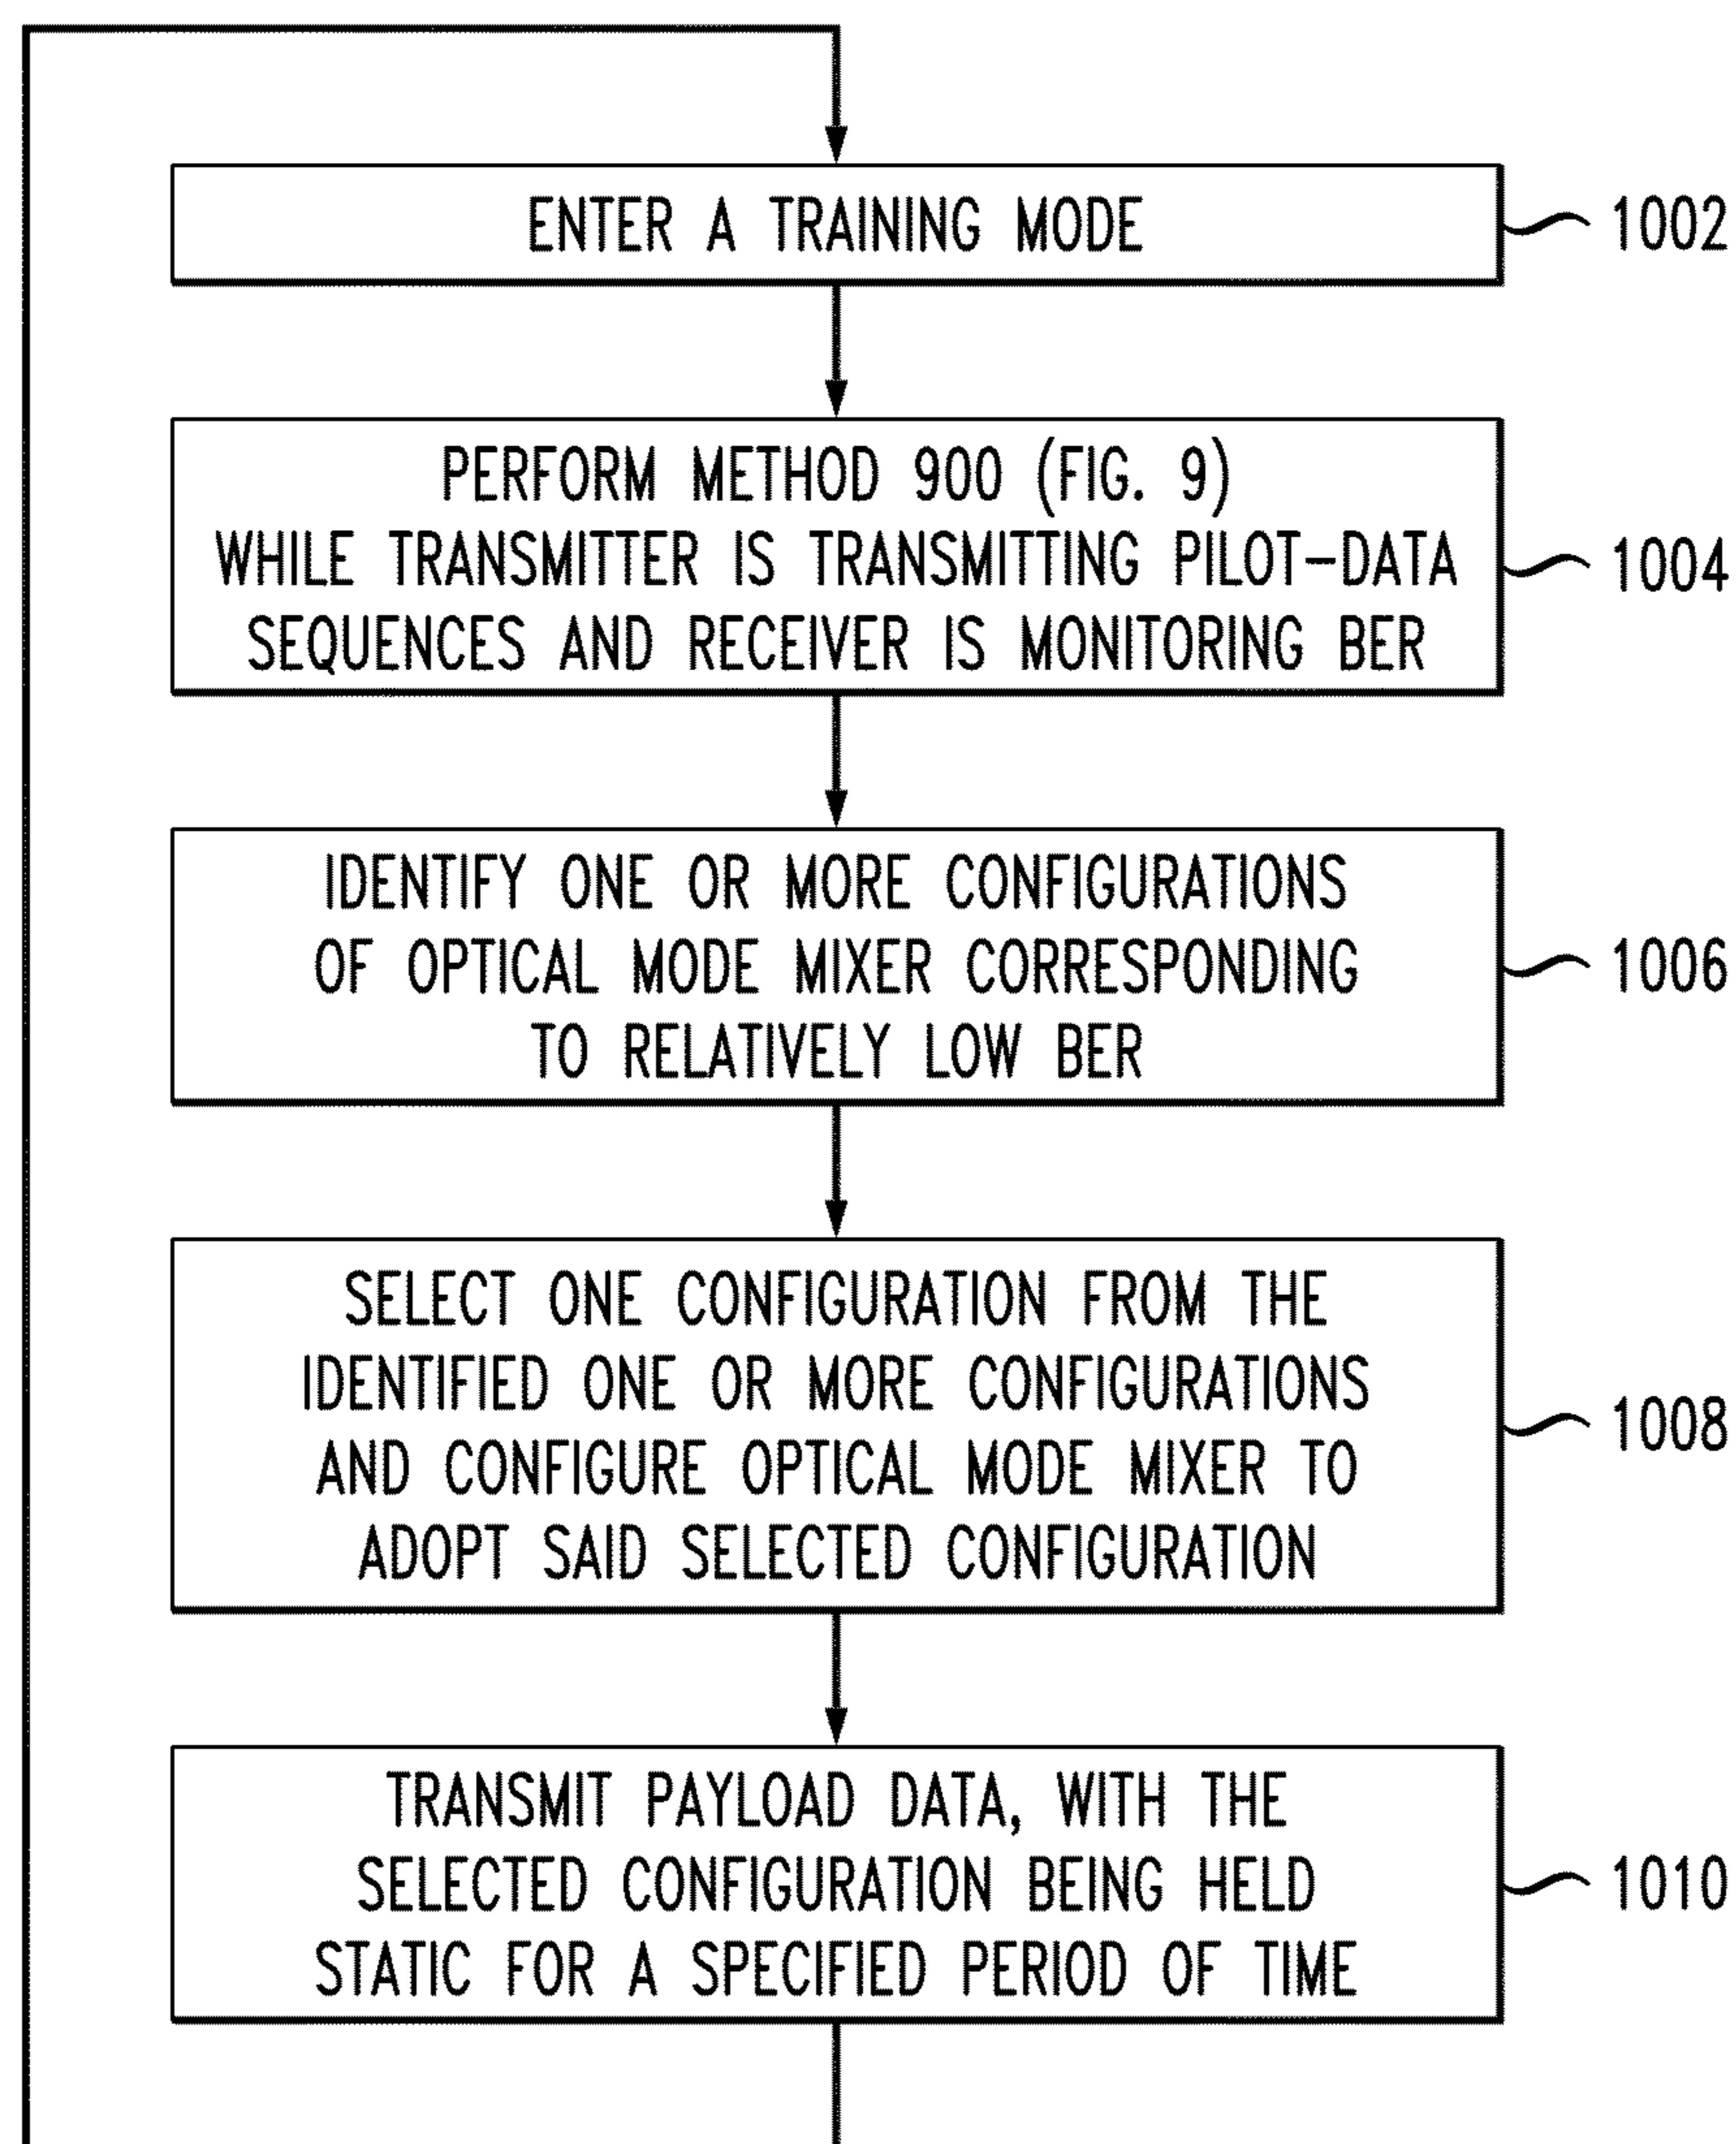 ENTER A TRAINING MODE
1002
PERFORM METHOD 900 (FIG. 9)
WHILE TRANSMITTER IS TRANSMITTING PILOT-DATA
SEQUENCES AND RECEIVER IS MONITORING BER
1004
IDENTIFY ONE OR MORE CONFIGURATIONS
OF OPTICAL MODE MIXER CORRESPONDING
TO RELATIVELY LOW BER
1006
SELECT ONE CONFIGURATION FROM THE
IDENTIFIED ONE OR MORE CONFIGURATIONS
AND CONFIGURE OPTICAL MODE MIXER TO
ADOPT SAID SELECTED CONFIGURATION
1008
TRANSMIT PAYLOAD DATA, WITH THE
SELECTED CONFIGURATION BEING HELD
STATIC FOR A SPECIFIED PERIOD OF TIME
1010